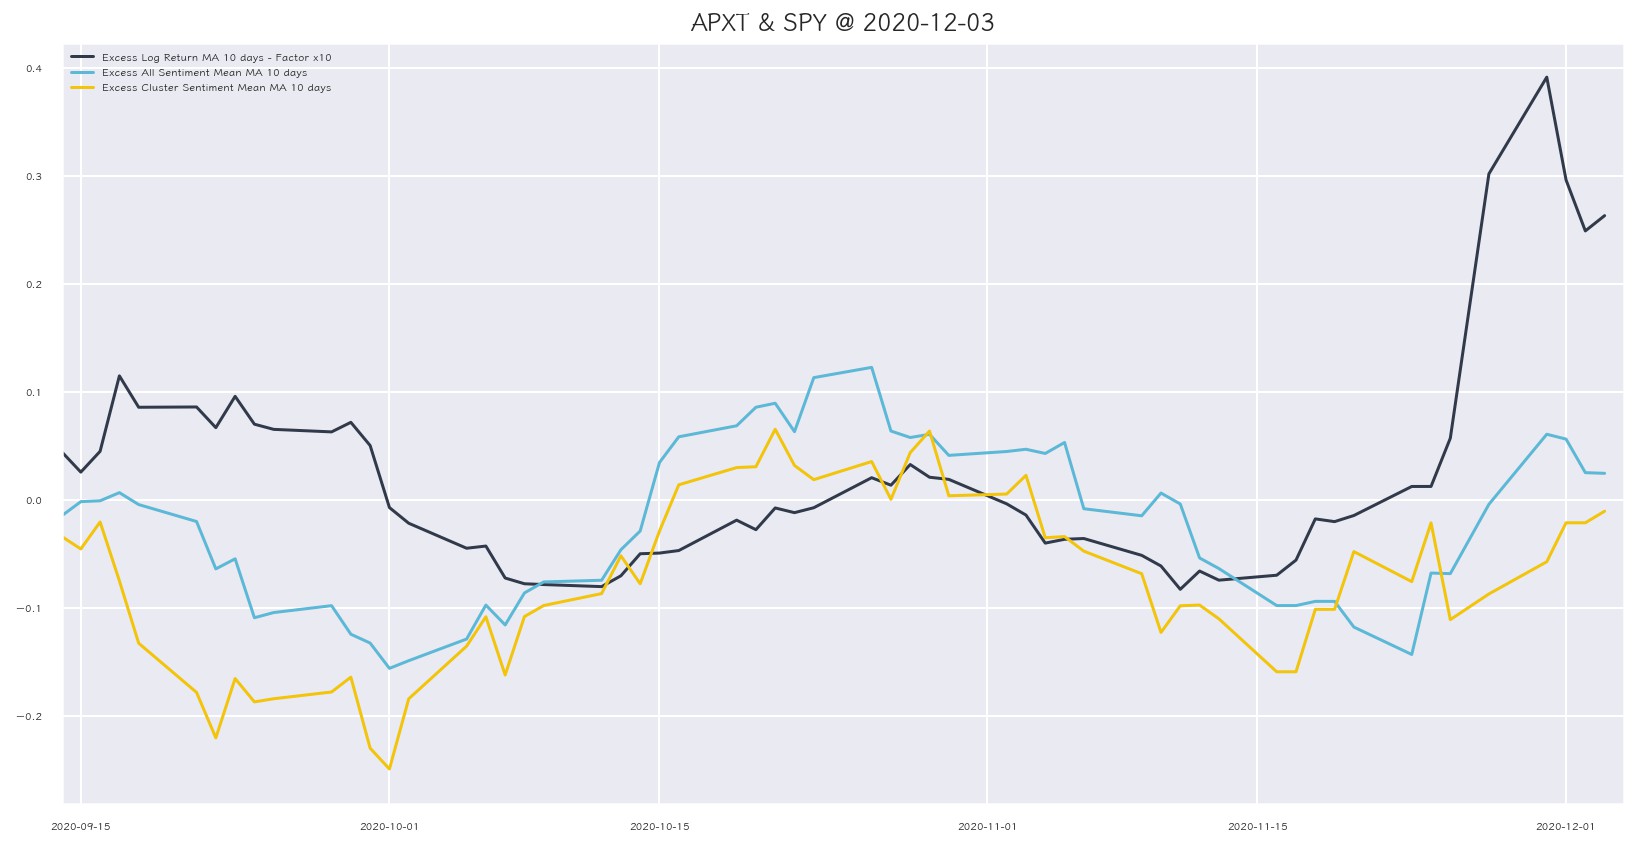 APXT & SPY @ 2020-12-03
Excess Log Return MA 10 days - Factor x10
Excess All Sentiment Mean MA 10 days
Excess Cluster Sentiment Mean MA 10 days
0.4
0.3
0.2
0.1
0.0
−0.1
−0.2
2020-09-15 2020-10-01 2020-10-15 2020-11-01 2020-11-15 2020-12-01